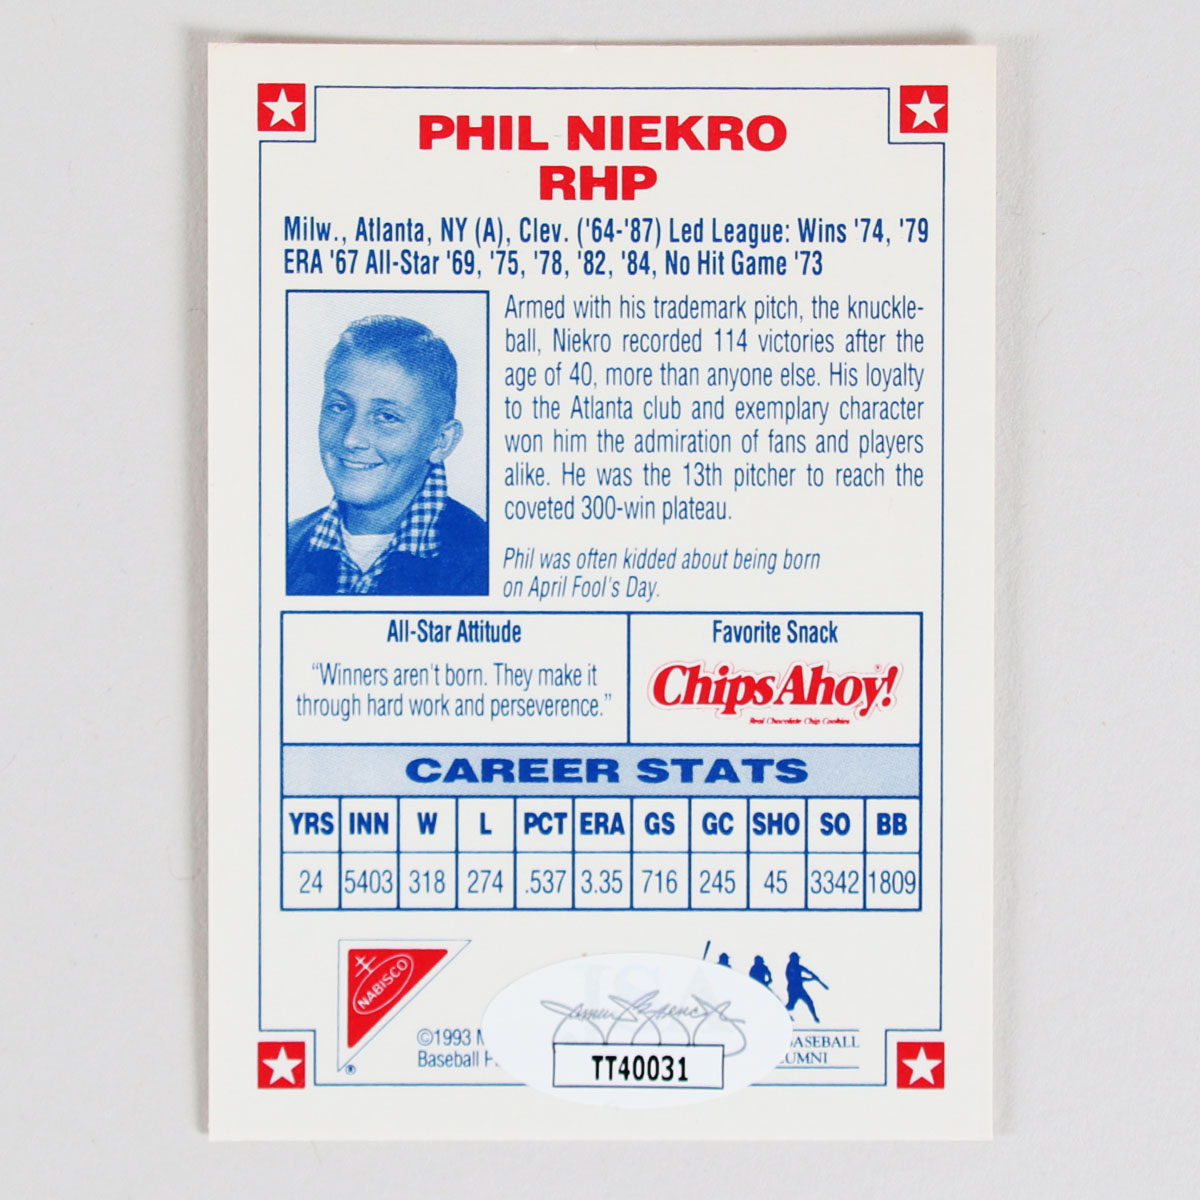 PHIL NIEKRO
RHP
Milw., Atlanta, NY (A), Clev. ('64-'87) Led League: Wins '74, '79
ERA '67 All-Star '69, '75, '78, '82, '84, No Hit Game '73
Armed with his trademark pitch, the knuckle-
ball, Niekro recorded 114 victories after the
age of 40, more than anyone else. His loyalty
to the Atlanta club and exemplary character
won him the admiration of fans and players
alike. He was the 13th pitcher to reach the
coveted 300-win plateau.
Phil was often kidded about being born
on April Fool's Day.
All-Star Attitude
"Winners aren't born. They make it
through hard work and perseverence."
Favorite Snack
Chips Ahoy!
Real Chocolate Chip Cookies
CAREER STATS
YRS INN W L PCT ERA GS GC SHO SO BB
24 5403 318 274 .537 3.35 716 245 45 3342 1809
NABISCO
©1993
Baseball
JSA
TT40031
BASEBALL